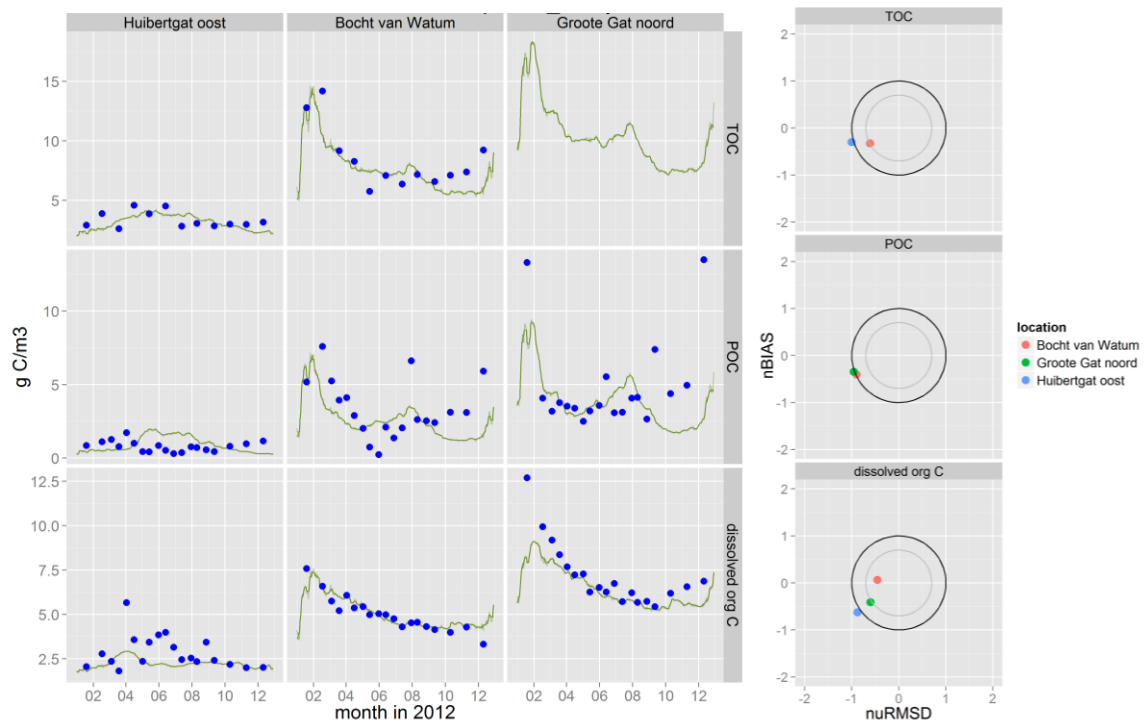 Huibertgat oost Bocht van Watum Groote Gat noord
TOC
15
10
5
POC
10
5
0
dissolved org C
12.5
10.0
7.5
5.0
2.5
02 04 06 08 10 12 02 04 06 08 10 12 02 04 06 08 10 12
month in 2012
g C/m3
TOC
2
1
0
-1
-2
POC
2
1
0
-1
-2
dissolved org C
2
1
0
-1
-2
-2 -1 0 1 2
nuRMSD
nBIAS
location
Bocht van Watum
Groote Gat noord
Huibertgat oost